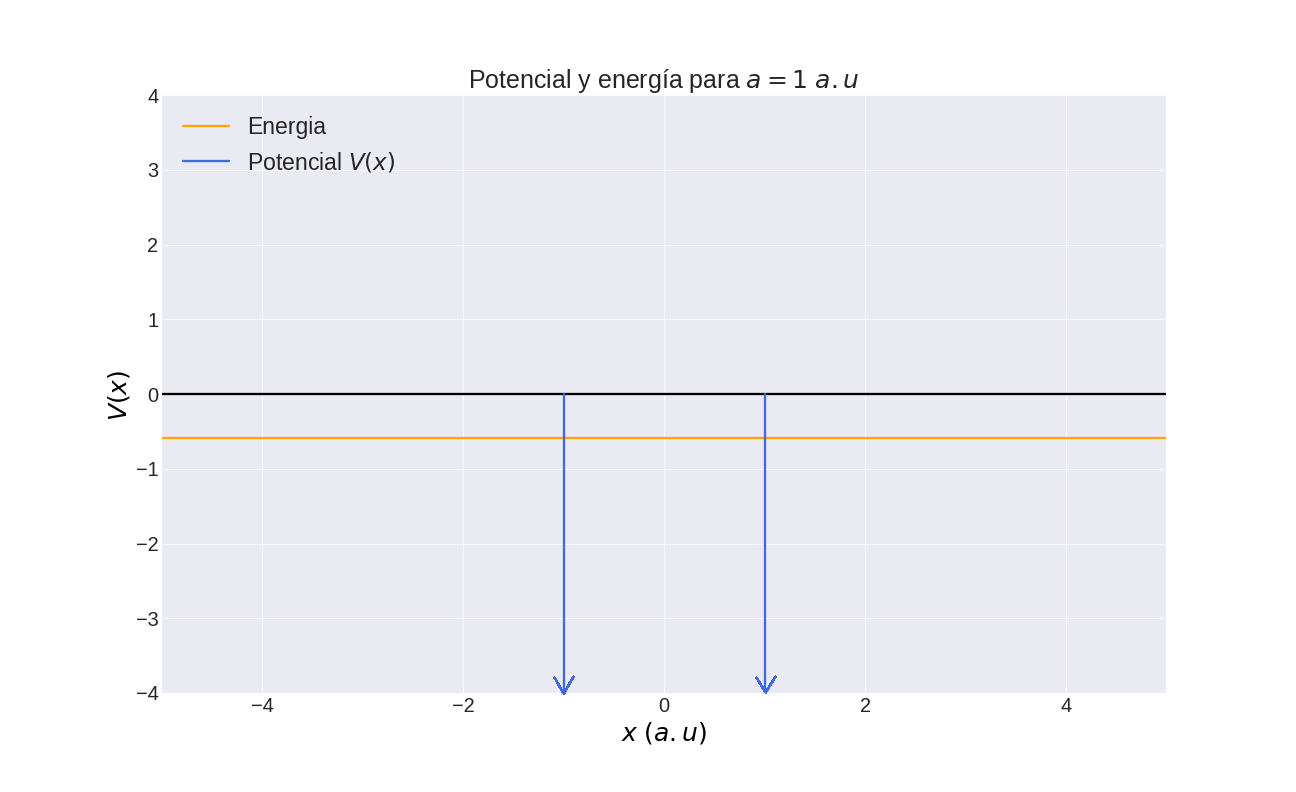 Potencial y energía para a = 1 a.u
4
3
2
1
0
−1
−2
−3
−4
V(x)
Energia
Potencial V(x)
−4 −2 0 2 4
x (a.u)